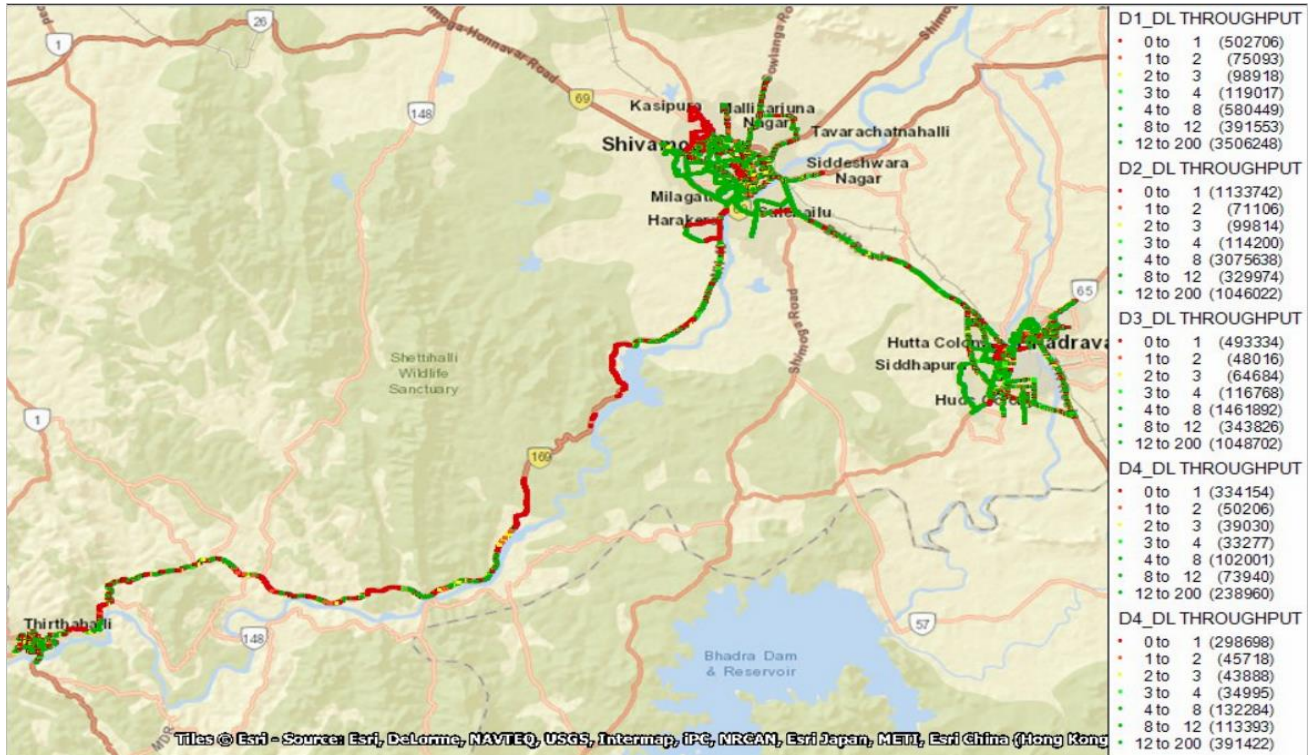 26
1
Shimoga-Honnavar Road
69
148
Kasipura
Nagar
Tavarachatnahalli
Siddeshwara
Nagar
Harakere
65
Hutta Colony
Siddhapura
Shimoga Road
Shettihalli
Wildlife
Sanctuary
1
169
Thirthahalli
148
57
Bhadra Dam
& Reservoir
MDR
Tiles © Esri - Source: Esri, DeLorme, NAVTEQ, USGS, Intermap, iPC, NRCAN, Esri Japan, METI, Esri China (Hong Kong
D1_DL THROUGHPUT
0 to 1 (502706)
1 to 2 (75093)
2 to 3 (98918)
3 to 4 (119017)
4 to 8 (580449)
8 to 12 (391553)
12 to 200 (3506248)
D2_DL THROUGHPUT
0 to 1 (1133742)
1 to 2 (71106)
2 to 3 (99814)
3 to 4 (114200)
4 to 8 (3075638)
8 to 12 (329974)
12 to 200 (1046022)
D3_DL THROUGHPUT
0 to 1 (493334)
1 to 2 (48016)
2 to 3 (64684)
3 to 4 (116768)
4 to 8 (1461892)
8 to 12 (343826)
12 to 200 (1048702)
D4_DL THROUGHPUT
0 to 1 (334154)
1 to 2 (50206)
2 to 3 (39030)
3 to 4 (33277)
4 to 8 (102001)
8 to 12 (73940)
12 to 200 (238960)
D4_DL THROUGHPUT
0 to 1 (298698)
1 to 2 (45718)
2 to 3 (43888)
3 to 4 (34995)
4 to 8 (132284)
8 to 12 (113393)
12 to 200 (201422)